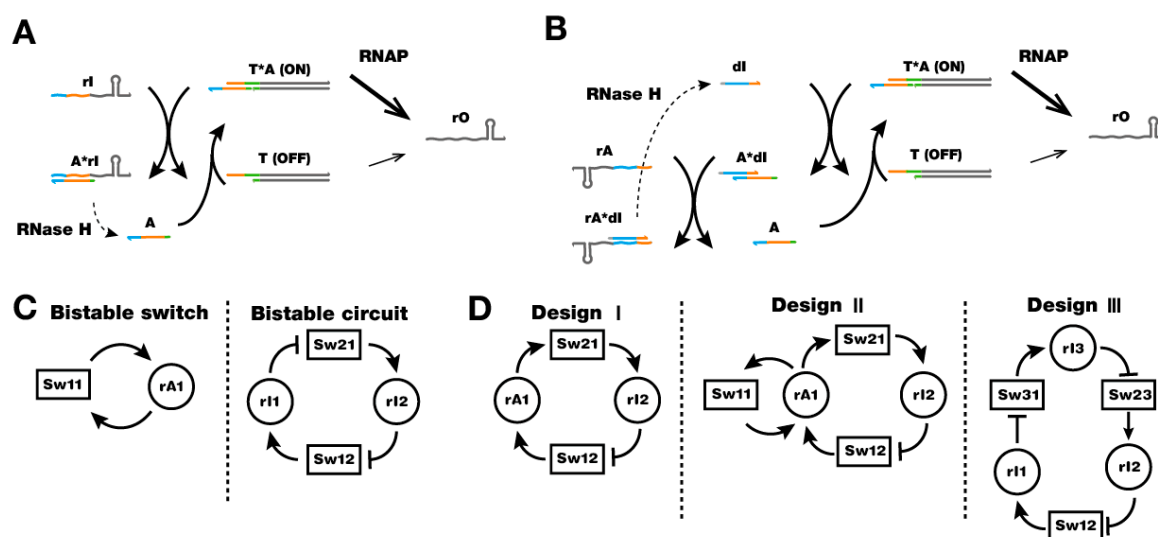 A
rI
T*A (ON)
RNAP
rO
A*rI
T (OFF)
RNase H
A
B
dI
T*A (ON)
RNAP
RNase H
rO
rA
A*dI
T (OFF)
rA*dI
A
C
Bistable switch
Sw11
rA1
Bistable circuit
Sw21
rI1
rI2
Sw12
D
Design I
Sw21
rA1
rI2
Sw12
Design II
Sw21
Sw11
rA1
rI2
Sw12
Design III
rI3
Sw31
Sw23
rI1
rI2
Sw12